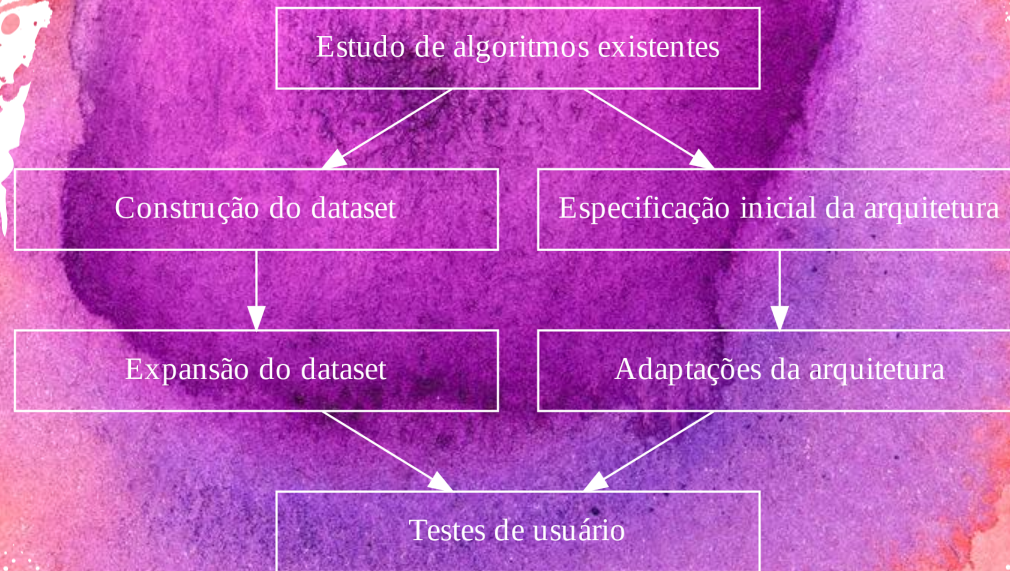 Estudo de algoritmos existentes
Construção do dataset
Especificação inicial da arquitetura
Expansão do dataset
Adaptações da arquitetura
Testes de usuário